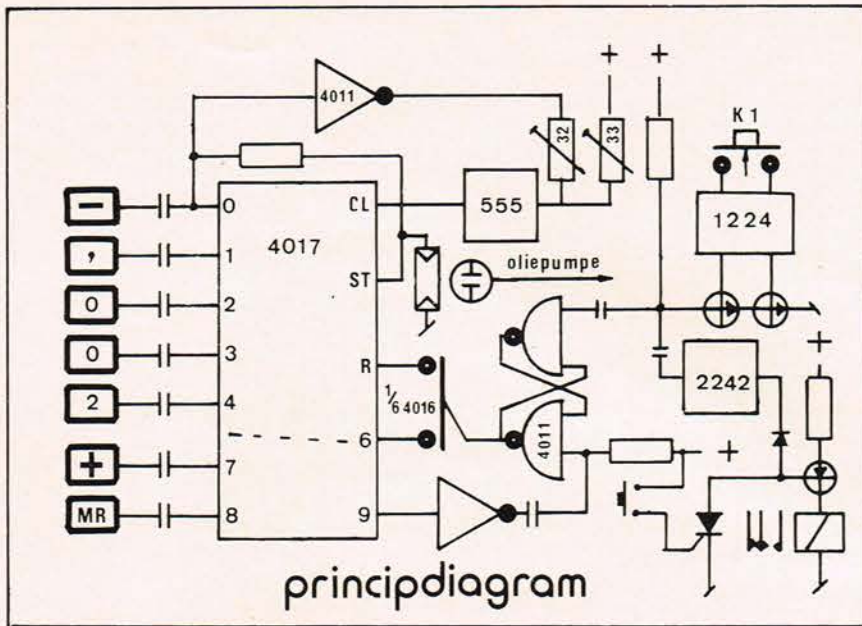 + +
K 1
4011
32 33
− 0 CL 555 1224
4017
, 1
ST oliepumpe
0 2
+
0 3 R 2242
1/6 4016
2 4
6 4011 +
+ 7
MR 8 9
principdiagram